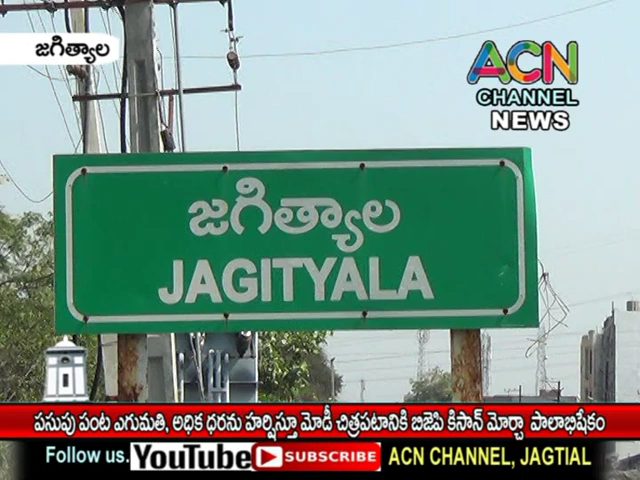 జగిత్యాల
ACN
CHANNEL
NEWS
జగిత్యాల
JAGITYALA
పసుపు పంట ఎగుమతి, అధిక ధరను హర్షిస్తూ మోడీ చిత్రపటానికి బిజెపి కిసాన్ మోర్చా పాలాభిషేకం
Follow us. YouTube SUBSCRIBE ACN CHANNEL, JAGTIAL